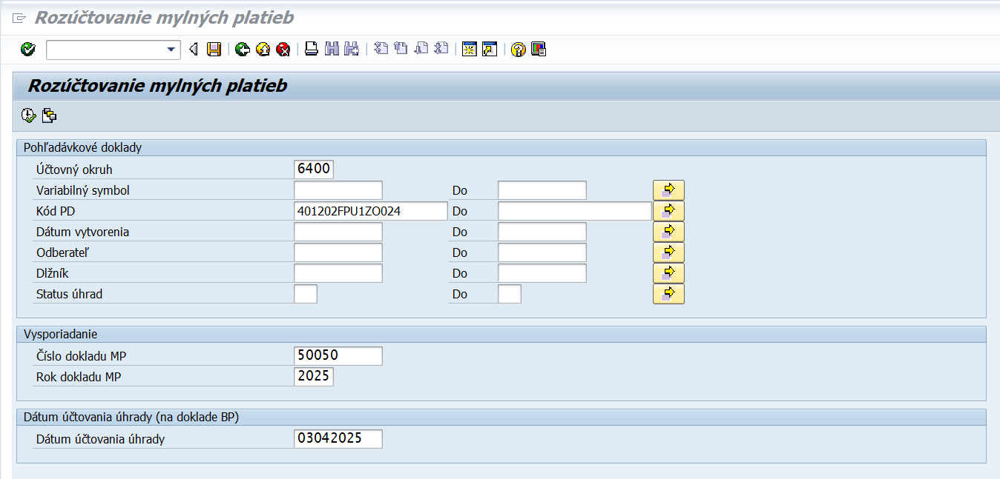 Rozúčtovanie mylných platieb
Rozúčtovanie mylných platieb
Pohľadávkové doklady
Účtovný okruh 6400
Variabilný symbol Do
Kód PD 401202FPU1ZO024 Do
Dátum vytvorenia Do
Odberateľ Do
Dlžník Do
Status úhrad Do
Vysporiadanie
Číslo dokladu MP 50050
Rok dokladu MP 2025
Dátum účtovania úhrady (na doklade BP)
Dátum účtovania úhrady 03042025